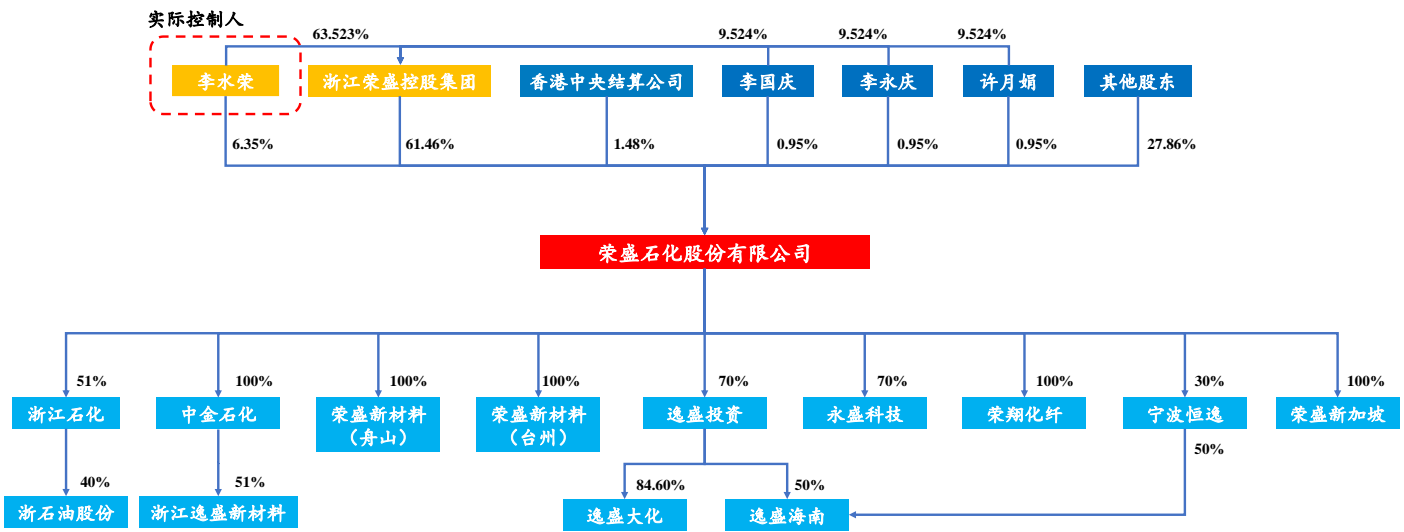 实际控制人
63.523%
9.524%
9.524%
9.524%
李水荣
浙江荣盛控股集团
香港中央结算公司
李国庆
李永庆
许月娟
其他股东
6.35%
61.46%
1.48%
0.95%
0.95%
0.95%
27.86%
荣盛石化股份有限公司
51%
100%
100%
100%
70%
70%
100%
30%
100%
浙江石化
中金石化
荣盛新材料
（舟山）
荣盛新材料
（台州）
逸盛投资
永盛科技
荣翔化纤
宁波恒逸
荣盛新加坡
40%
51%
84.60%
50%
50%
浙石油股份
浙江逸盛新材料
逸盛大化
逸盛海南